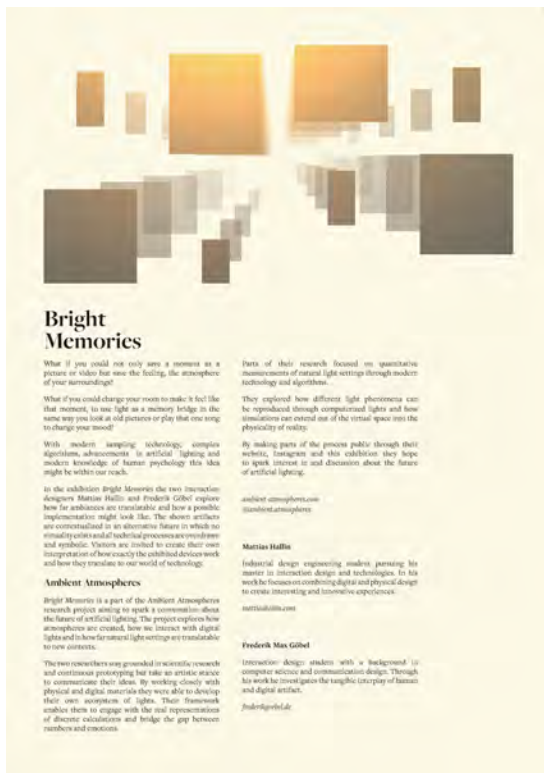 Bright
Memories
What if you could not only save a moment as a
picture or video but save the feeling, the atmosphere
of your surroundings?
What if you could change your room to make it feel like
that moment, to use light as a memory bridge in the
same way you look at old pictures or play that one song
to change your mood?
With modern sampling technology, complex
algorithms, advancements in artificial lighting and
modern knowledge of human psychology this idea
might be within our reach.
In the exhibition Bright Memories the two interaction
designers Mattias Hallin and Frederik Göbel explore
how far ambiances are translatable and how a possible
implementation might look like. The shown artifacts
are contextualized in an alternative future in which no
virtuality exists and all technical processes are overdrawn
and symbolic. Visitors are invited to create their own
interpretation of how exactly the exhibited devices work
and how they translate to our world of technology.
Ambient Atmospheres
Bright Memories is a part of the Ambient Atmospheres
research project aiming to spark a conversation about
the future of artificial lighting. The project explores how
atmospheres are created, how we interact with digital
lights and in how far natural light settings are translatable
to new contexts.
The two researchers stay grounded in scientific research
and continuous prototyping but take an artistic stance
to communicate their ideas. By working closely with
physical and digital materials they were able to develop
their own ecosystem of lights. Their framework
enables them to engage with the real representations
of discrete calculations and bridge the gap between
numbers and emotions.
Parts of their research focused on quantitative
measurements of natural light settings through modern
technology and algorithms.
They explored how different light phenomena can
be reproduced through computerized lights and how
simulations can extend out of the virtual space into the
physicality of reality.
By making parts of the process public through their
website, Instagram and this exhibition they hope
to spark interest in and discussion about the future
of artificial lighting.
ambient-atmospheres.com
@ambient.atmospheres
Mattias Hallin
Industrial design engineering student pursuing his
master in interaction design and technologies. In his
work he focuses on combining digital and physical design
to create interesting and innovative experiences.
mattiashallin.com
Frederik Max Göbel
Interaction design student with a background in
computer science and communication design. Through
his work he investigates the tangible interplay of human
and digital artifact.
frederikgoebel.de